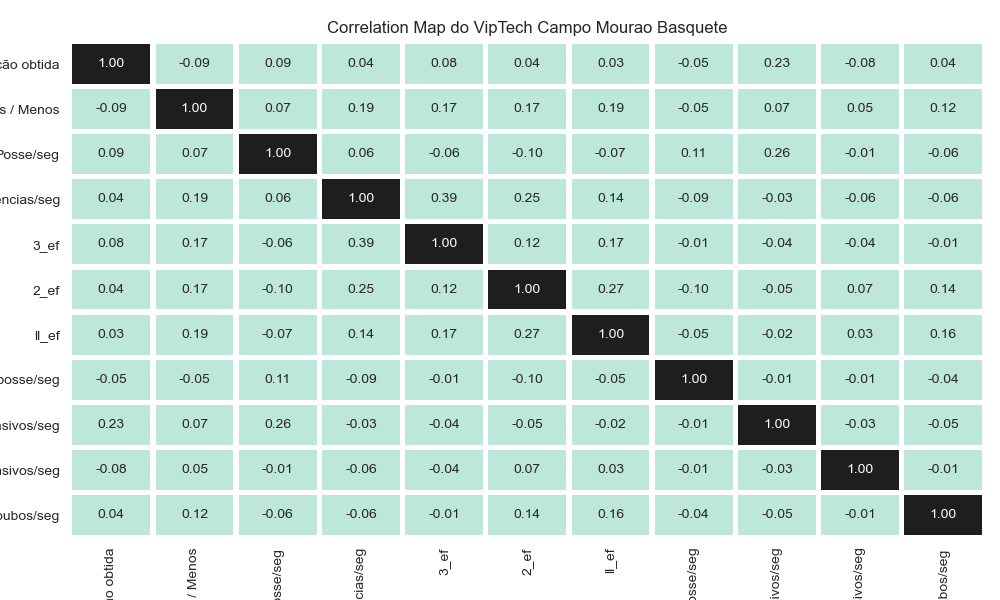 Correlation Map do VipTech Campo Mourao Basquete
ção obtida 1.00 -0.09 0.09 0.04 0.08 0.04 0.03 -0.05 0.23 -0.08 0.04
s / Menos -0.09 1.00 0.07 0.19 0.17 0.17 0.19 -0.05 0.07 0.05 0.12
Posse/seg 0.09 0.07 1.00 0.06 -0.06 -0.10 -0.07 0.11 0.26 -0.01 -0.06
ências/seg 0.04 0.19 0.06 1.00 0.39 0.25 0.14 -0.09 -0.03 -0.06 -0.06
3_ef 0.08 0.17 -0.06 0.39 1.00 0.12 0.17 -0.01 -0.04 -0.04 -0.01
2_ef 0.04 0.17 -0.10 0.25 0.12 1.00 0.27 -0.10 -0.05 0.07 0.14
ll_ef 0.03 0.19 -0.07 0.14 0.17 0.27 1.00 -0.05 -0.02 0.03 0.16
posse/seg -0.05 -0.05 0.11 -0.09 -0.01 -0.10 -0.05 1.00 -0.01 -0.01 -0.04
nsivos/seg 0.23 0.07 0.26 -0.03 -0.04 -0.05 -0.02 -0.01 1.00 -0.03 -0.05
nsivos/seg -0.08 0.05 -0.01 -0.06 -0.04 0.07 0.03 -0.01 -0.03 1.00 -0.01
oubos/seg 0.04 0.12 -0.06 -0.06 -0.01 0.14 0.16 -0.04 -0.05 -0.01 1.00
ão obtida
/ Menos
osse/seg
cias/seg
3_ef
2_ef
ll_ef
osse/seg
ivos/seg
ivos/seg
bos/seg